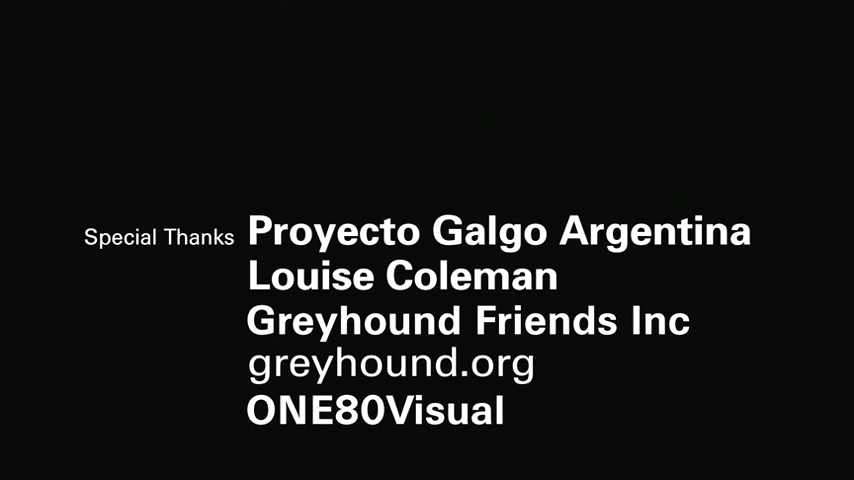 Special Thanks Proyecto Galgo Argentina
Louise Coleman
Greyhound Friends Inc
greyhound.org
ONE80Visual